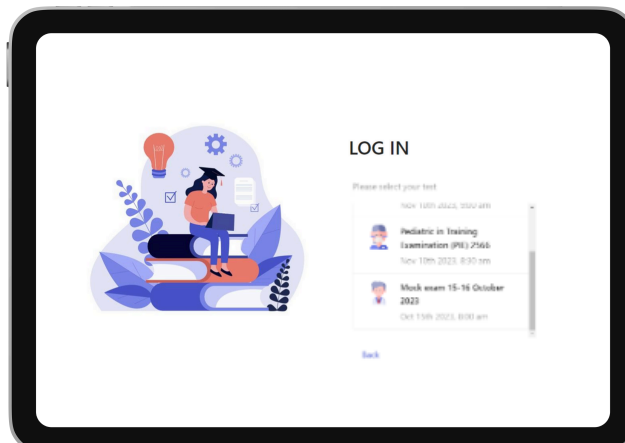 LOG IN
Please select your test
Nov 10th 2023, 9:00 am
Pediatric in Training
Examination (PIE) 2566
Nov 10th 2023, 8:30 am
Mock exam 15-16 October
2023
Oct 15th 2023, 8:00 am
Back